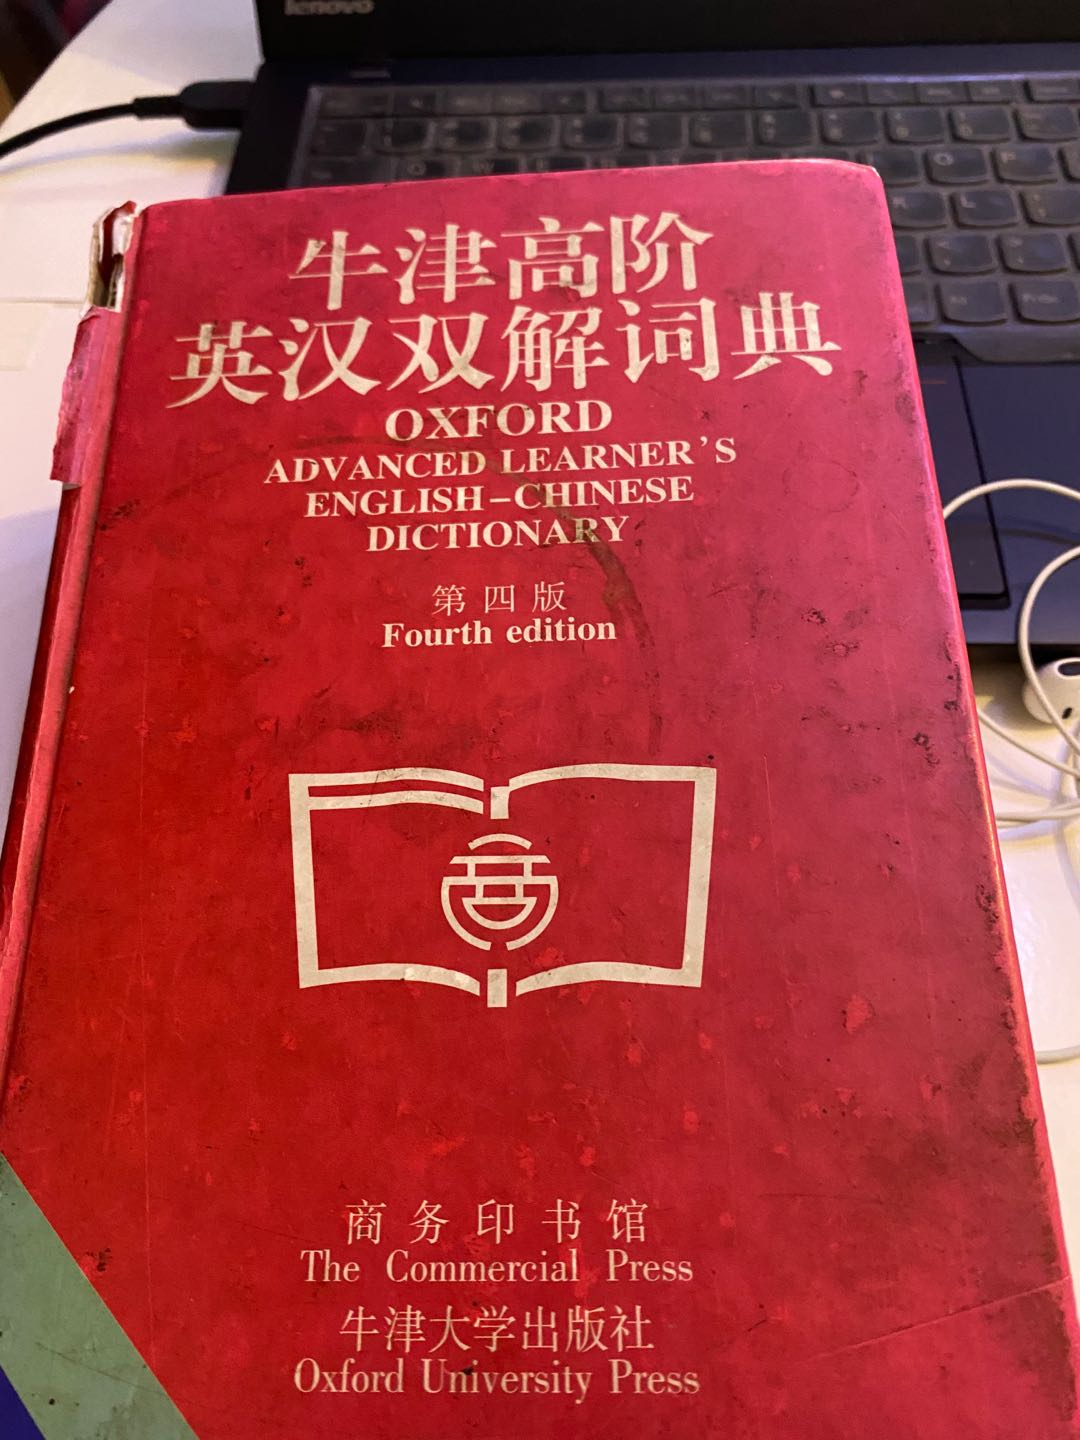 lenovo
牛津高阶
英汉双解词典
OXFORD
ADVANCED LEARNER'S
ENGLISH-CHINESE
DICTIONARY
第四版
Fourth edition
商
商务印书馆
The Commercial Press
牛津大学出版社
Oxford University Press